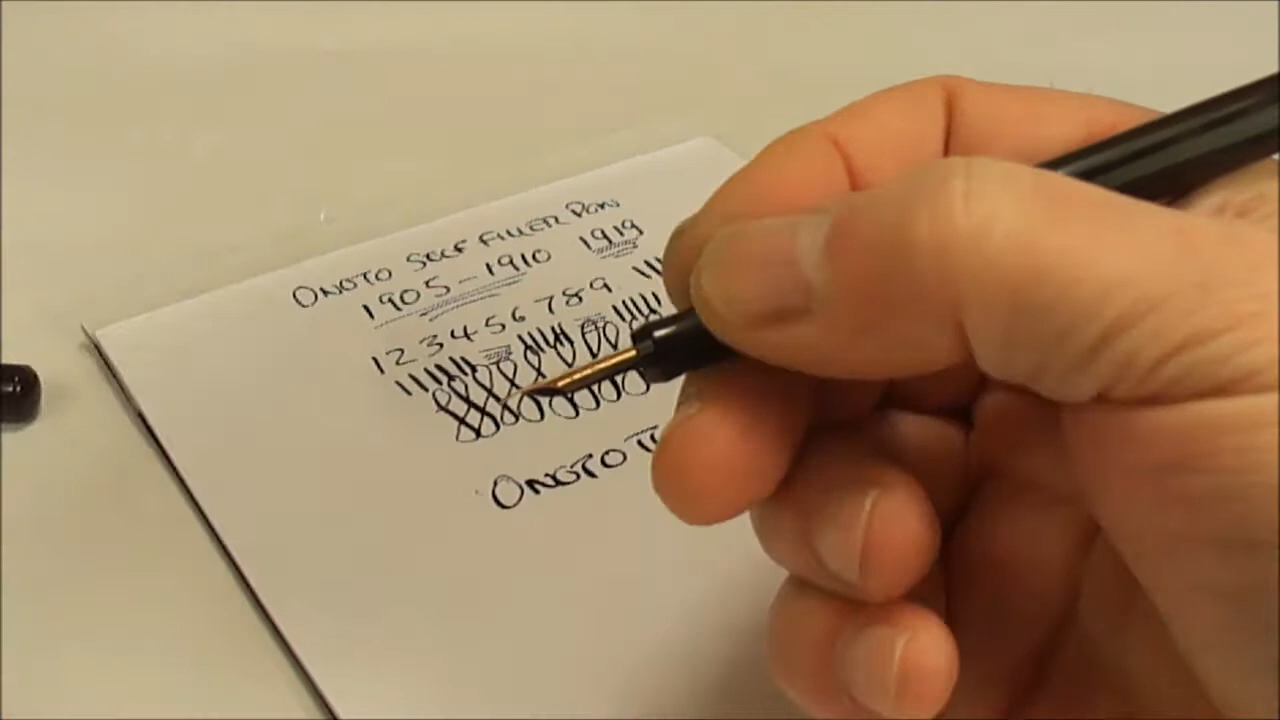 ONOTO SELF FILLER PEN
1905-1910 1919
123456789
ONOTO